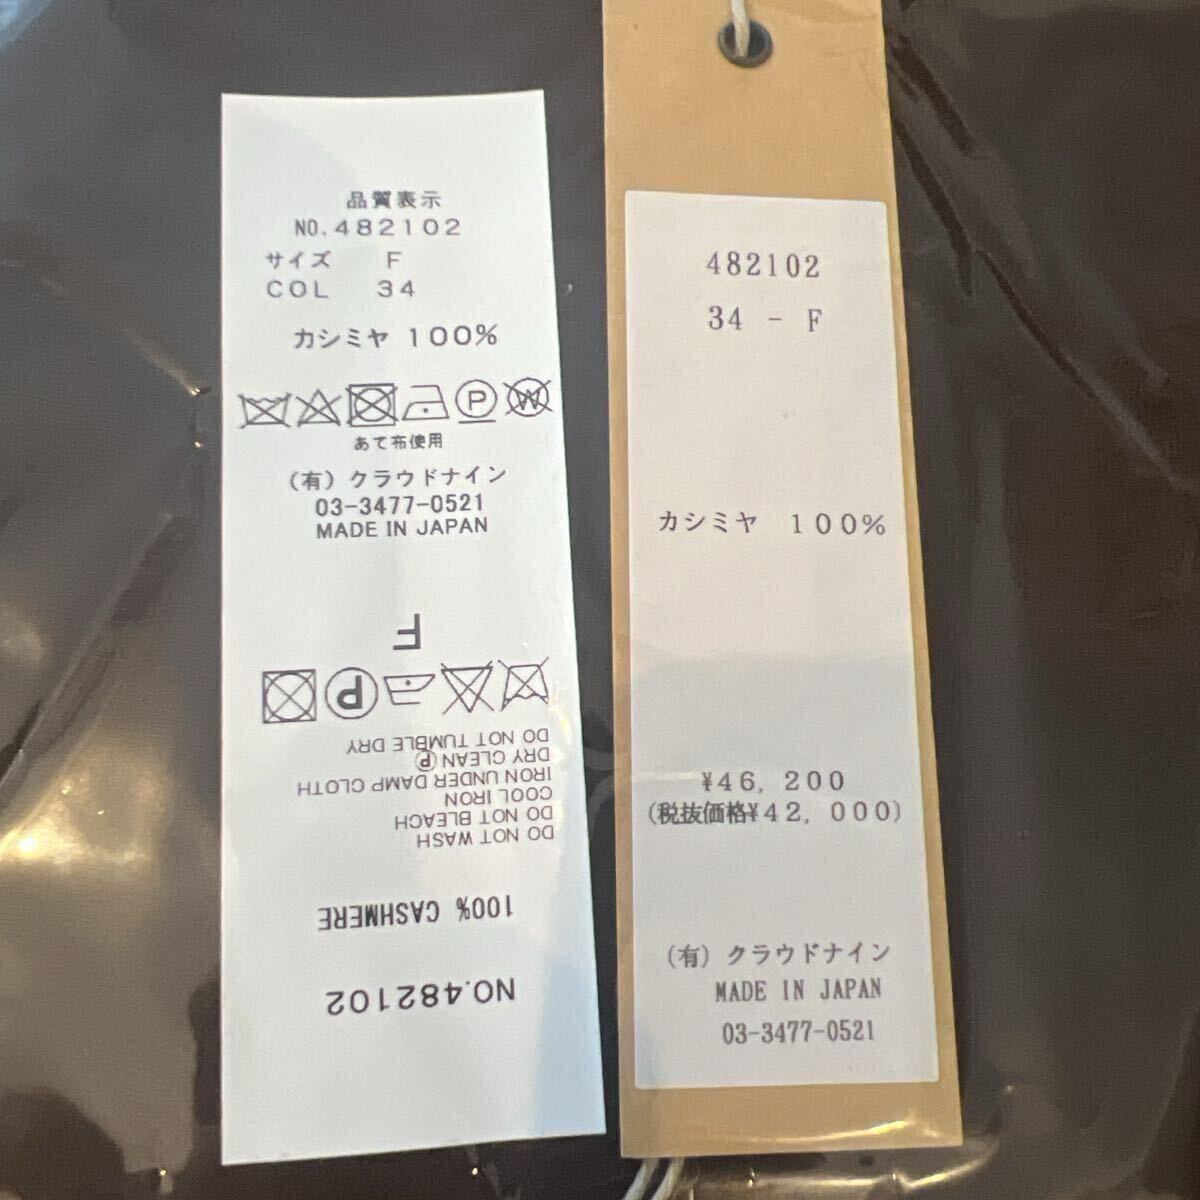 品質表示
NO.482102
サイズ F
COL 34
カシミヤ 100%
P W
あて布使用
(有) クラウドナイン
03-3477-0521
MADE IN JAPAN
NO.482102
100% CASHMERE
DO NOT WASH
DO NOT BLEACH
COOL IRON
IRON UNDER DAMP CLOTH
DRY CLEAN Ⓟ
DO NOT TUMBLE DRY
P
F
482102
34 - F
カシミヤ 100%
¥46,200
(税抜価格¥42,000)
(有) クラウドナイン
MADE IN JAPAN
03-3477-0521